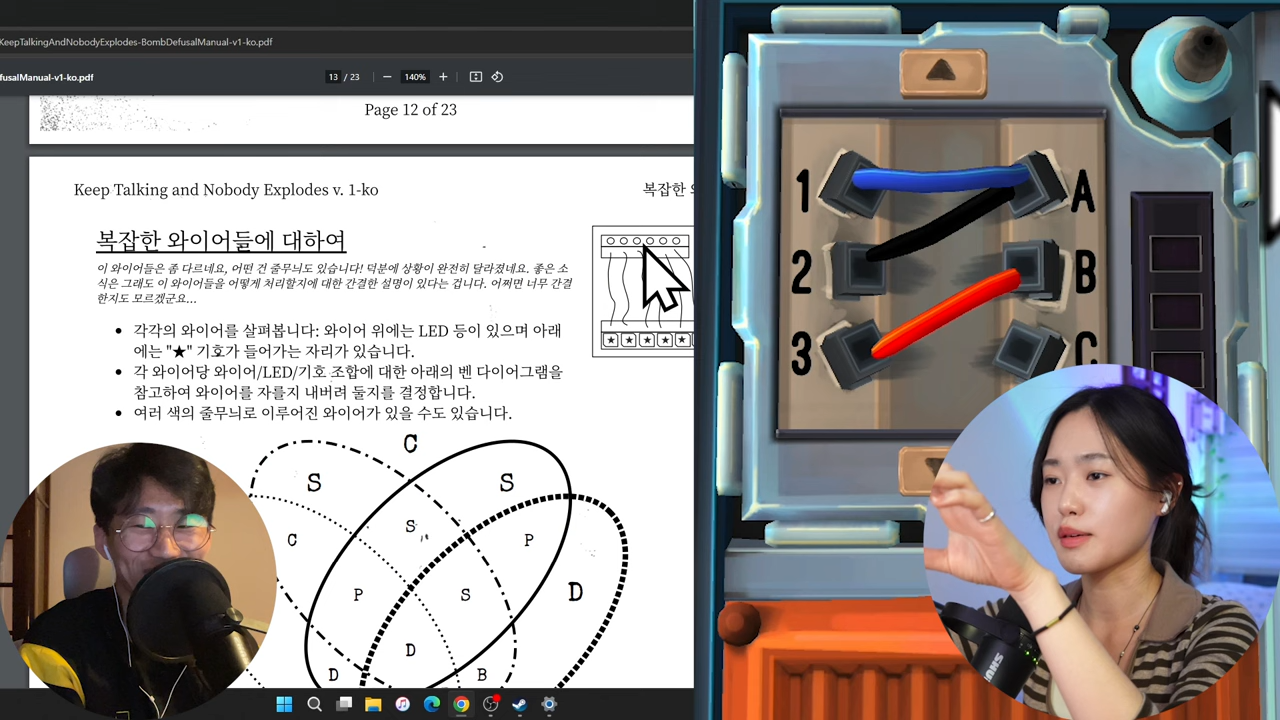 KeepTalkingAndNobodyExplodes-BombDefusalManual-v1-ko.pdf
fusalManual-v1-ko.pdf
13 / 23
140%
Page 12 of 23
Keep Talking and Nobody Explodes v. 1-ko
복잡한
복잡한 와이어들에 대하여
이 와이어들은 좀 다르네요, 어떤 건 줄무늬도 있습니다! 덕분에 상황이 완전히 달라졌네요. 좋은 소
식은 그래도 이 와이어들을 어떻게 처리할지에 대한 간결한 설명이 있다는 겁니다. 어쩌면 너무 간결
한지도 모르겠군요...
• 각각의 와이어를 살펴봅니다: 와이어 위에는 LED 등이 있으며 아래
에는 "★" 기호가 들어가는 자리가 있습니다.
• 각 와이어당 와이어/LED/기호 조합에 대한 아래의 벤 다이어그램을
참고하여 와이어를 자를지 내버려 둘지를 결정합니다.
• 여러 색의 줄무늬로 이루어진 와이어가 있을 수도 있습니다.
C
S
S
C
S
P
P
S
D
D
D
B
1
A
2
B
3
C
SHURE